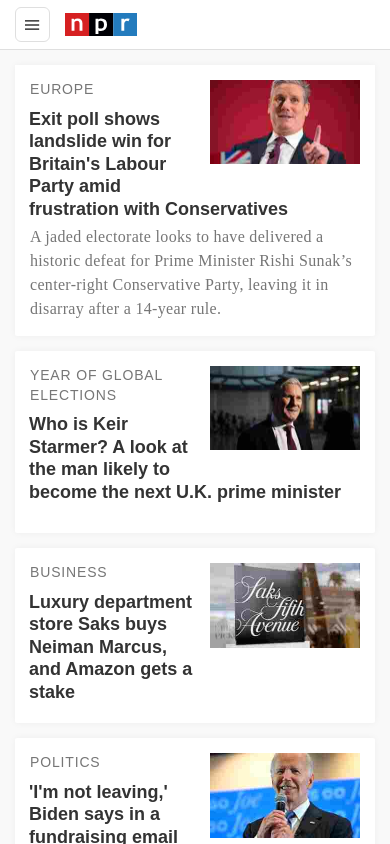 npr
EUROPE
Exit poll shows
landslide win for
Britain's Labour
Party amid
frustration with Conservatives
A jaded electorate looks to have delivered a
historic defeat for Prime Minister Rishi Sunak’s
center-right Conservative Party, leaving it in
disarray after a 14-year rule.
YEAR OF GLOBAL
ELECTIONS
Who is Keir
Starmer? A look at
the man likely to
become the next U.K. prime minister
BUSINESS
Luxury department
store Saks buys
Neiman Marcus,
and Amazon gets a
stake
Saks
Fifth
Avenue
POLITICS
'I'm not leaving,'
Biden says in a
fundraising email
Joe